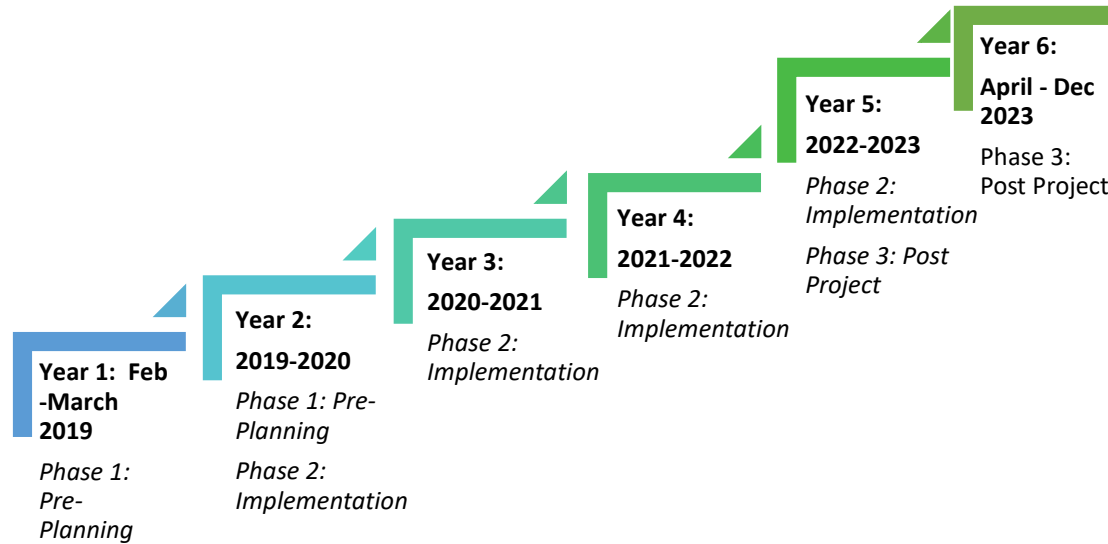 Year 1:  Feb
-March
2019
Phase 1:
Pre-
Planning
Year 2:
2019-2020
Phase 1: Pre-
Planning
Phase 2:
Implementation
Year 3:
2020-2021
Phase 2:
Implementation
Year 4:
2021-2022
Phase 2:
Implementation
Year 5:
2022-2023
Phase 2:
Implementation
Phase 3: Post
Project
Year 6:
April - Dec
2023
Phase 3:
Post Project